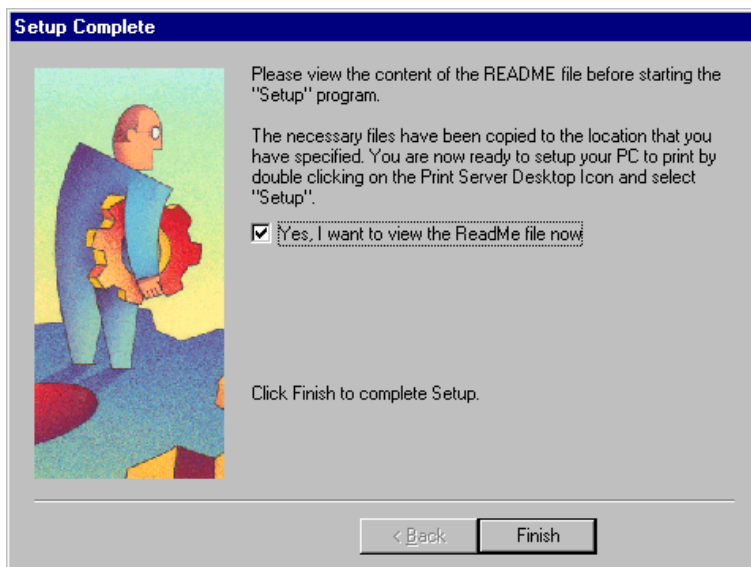 Setup Complete
Please view the content of the README file before starting the
"Setup" program.
The necessary files have been copied to the location that you
have specified. You are now ready to setup your PC to print by
double clicking on the Print Server Desktop Icon and select
"Setup".
Yes, I want to view the ReadMe file now
Click Finish to complete Setup.
< Back
Finish